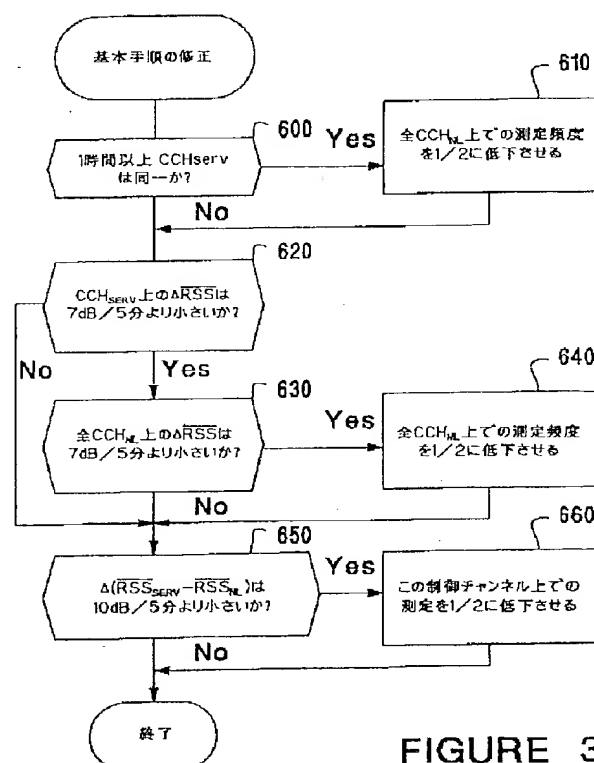 基本手順の修正
600
1時間以上 CCHserv
は同一か?
Yes
610
全CCH_NL上での測定頻度
を1/2に低下させる
No
620
CCH_SERV上のΔRSS̅は
7dB/5分より小さいか?
No
Yes
630
全CCH_NL上のΔRSS̅は
7dB/5分より小さいか?
Yes
640
全CCH_NL上での測定頻度
を1/2に低下させる
No
650
Δ(RSS̅_SERV−RSS̅_NL)は
10dB/5分より小さいか?
Yes
660
この制御チャンネル上での
測定を1/2に低下させる
No
終了
FIGURE 3